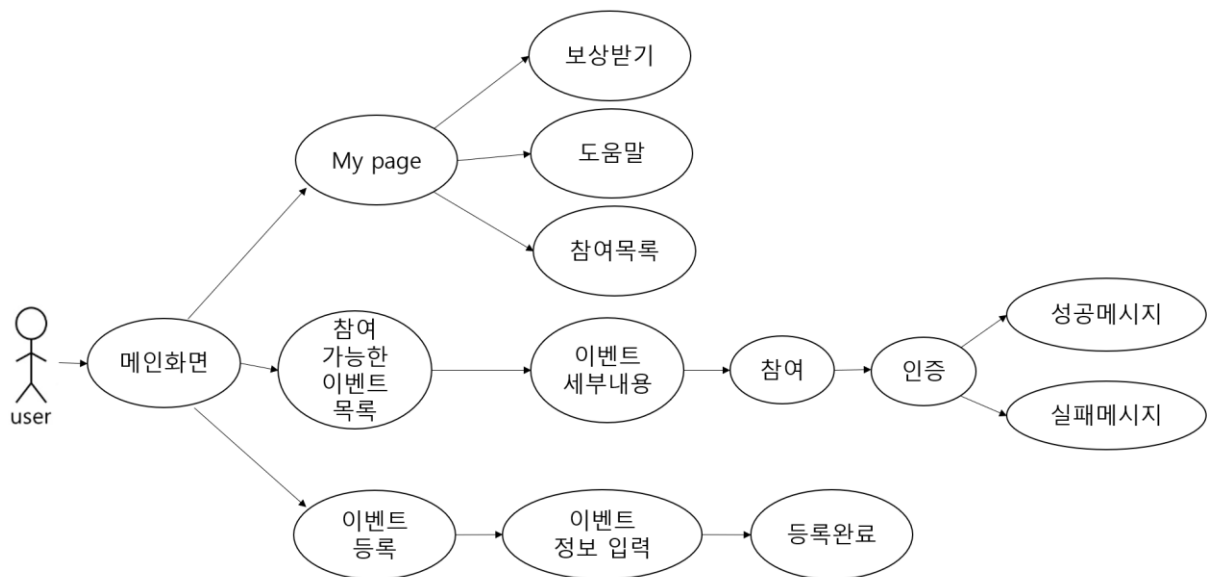 보상받기
My page
도움말
참여목록
user
메인화면
참여
가능한
이벤트
목록
이벤트
세부내용
참여
인증
성공메시지
실패메시지
이벤트
등록
이벤트
정보 입력
등록완료